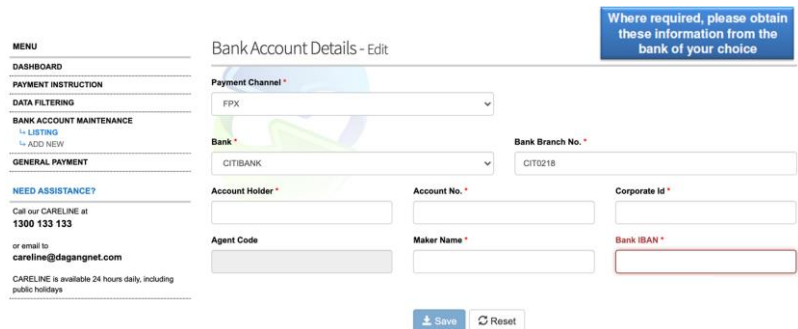 Where required, please obtain
these information from the
bank of your choice
MENU
DASHBOARD
PAYMENT INSTRUCTION
DATA FILTERING
BANK ACCOUNT MAINTENANCE
LISTING
ADD NEW
GENERAL PAYMENT
NEED ASSISTANCE?
Call our CARELINE at
1300 133 133
or email to
careline@dagangnet.com
CARELINE is available 24 hours daily, including
public holidays
Bank Account Details - Edit
Payment Channel *
FPX
Bank * Bank Branch No. *
CITIBANK CIT0218
Account Holder * Account No. * Corporate Id *
Agent Code Maker Name * Bank IBAN *
Save Reset